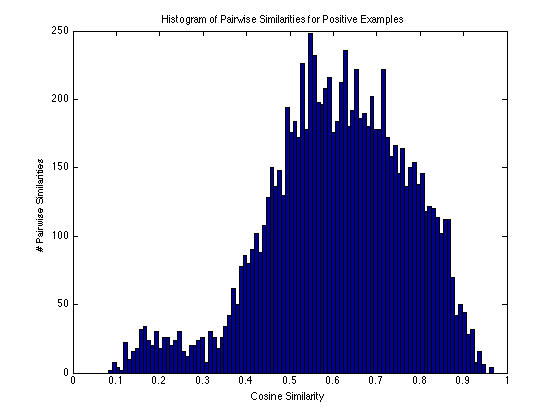 Histogram of Pairwise Similarities for Positive Examples
250
200
150
100
50
0
# Pairwise Similarities
0 0.1 0.2 0.3 0.4 0.5 0.6 0.7 0.8 0.9 1
Cosine Similarity